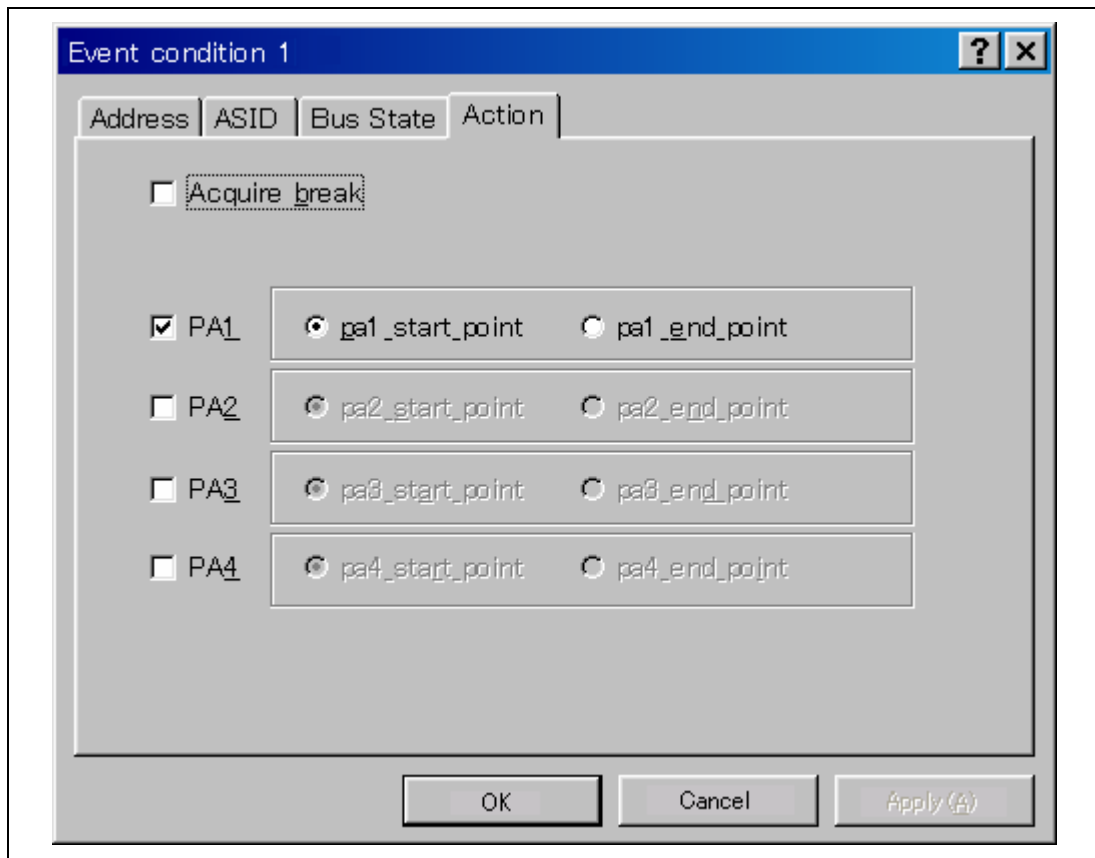 Event condition 1
Address ASID Bus State Action
Acquire break
PA1 pa1_start_point pa1_end_point
PA2 pa2_start_point pa2_end_point
PA3 pa3_start_point pa3_end_point
PA4 pa4_start_point pa4_end_point
OK Cancel Apply(A)